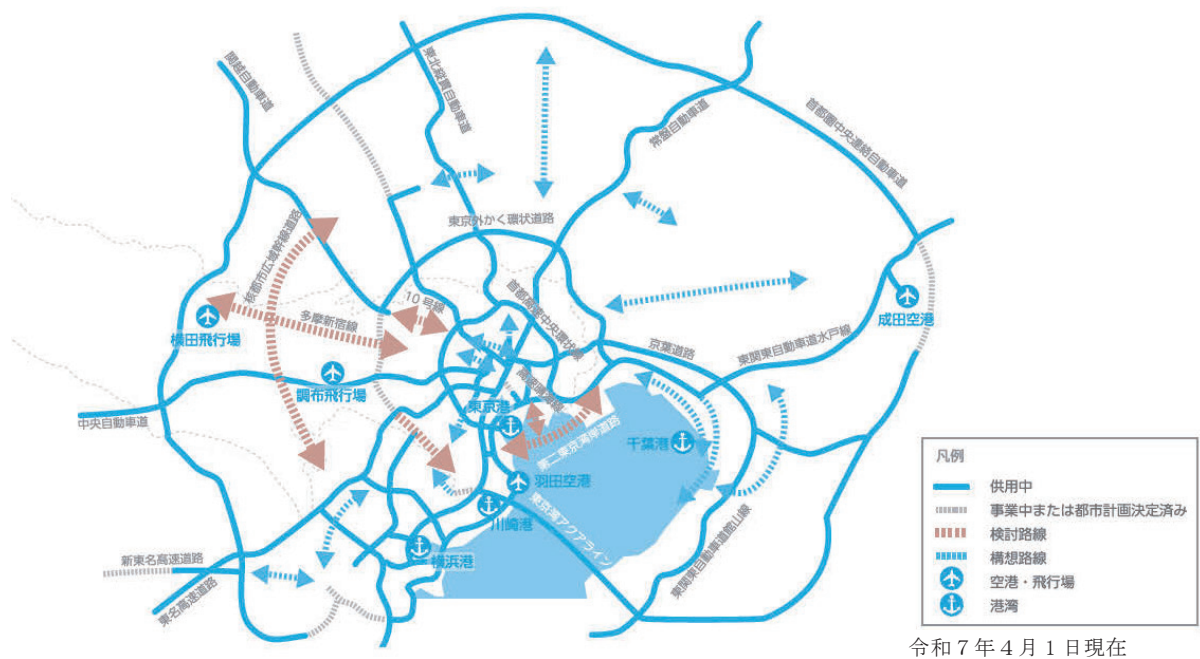 関越自動車道
東北縦貫自動車道
常磐自動車道
首都圏中央連絡自動車道
東京外かく環状道路
核都市広域幹線道路
10号線
首都高速中央環状線
多摩新宿線
横田飛行場
成田空港
京葉道路
東関東自動車道水戸線
調布飛行場
高速晴海線
東京港
中央自動車道
第二東京湾岸道路
千葉港
羽田空港
川崎港
東京湾アクアライン
横浜港
東関東自動車道館山線
新東名高速道路
東名高速道路
凡例
供用中
事業中または都市計画決定済み
検討路線
構想路線
空港・飛行場
港湾
令和7年4月1日現在